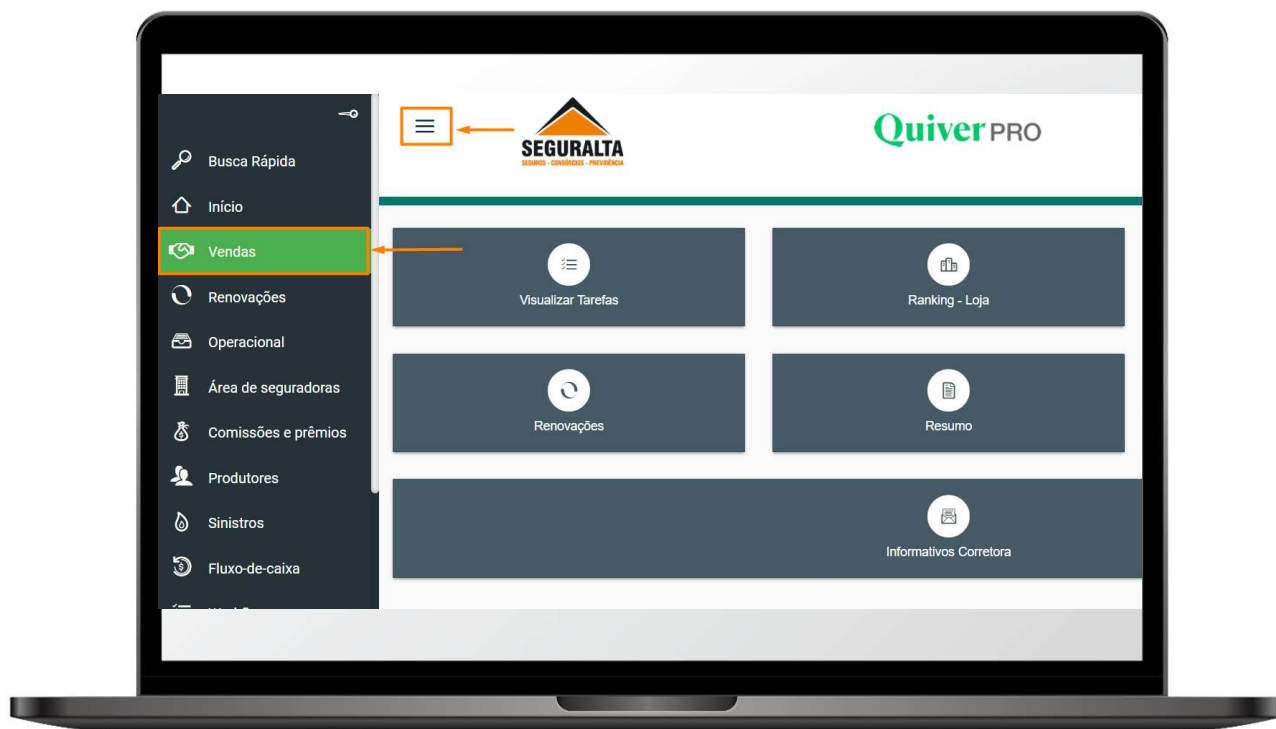 Busca Rápida
Início
Vendas
Renovações
Operacional
Área de seguradoras
Comissões e prêmios
Produtores
Sinistros
Fluxo-de-caixa
SEGURALTA
SEGUROS - CONSÓRCIOS - PREVIDÊNCIA
Quiver PRO
Visualizar Tarefas
Ranking - Loja
Renovações
Resumo
Informativos Corretora